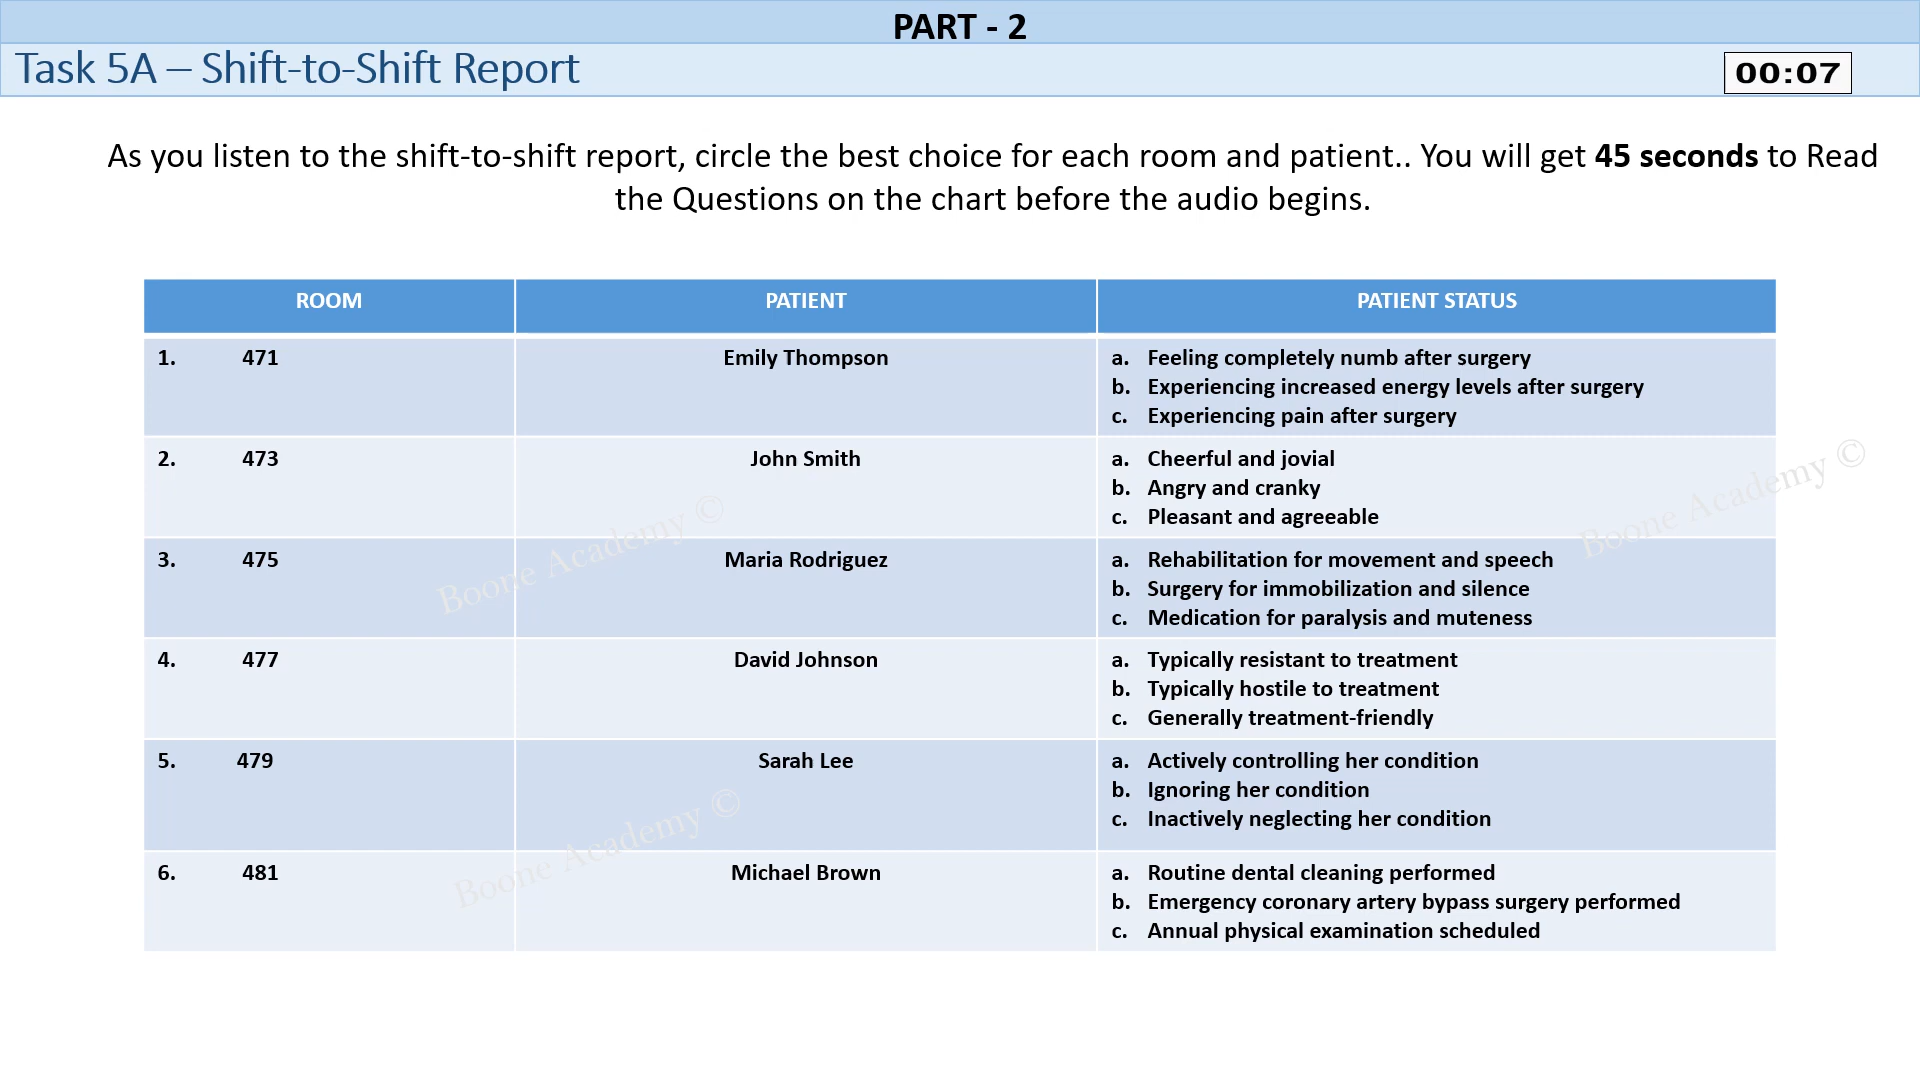 PART - 2
Task 5A – Shift-to-Shift Report
00:07
As you listen to the shift-to-shift report, circle the best choice for each room and patient.. You will get 45 seconds to Read
the Questions on the chart before the audio begins.
ROOM PATIENT PATIENT STATUS
1. 471 Emily Thompson a. Feeling completely numb after surgery
b. Experiencing increased energy levels after surgery
c. Experiencing pain after surgery
2. 473 John Smith a. Cheerful and jovial
b. Angry and cranky
c. Pleasant and agreeable
3. 475 Maria Rodriguez a. Rehabilitation for movement and speech
b. Surgery for immobilization and silence
c. Medication for paralysis and muteness
4. 477 David Johnson a. Typically resistant to treatment
b. Typically hostile to treatment
c. Generally treatment-friendly
5. 479 Sarah Lee a. Actively controlling her condition
b. Ignoring her condition
c. Inactively neglecting her condition
6. 481 Michael Brown a. Routine dental cleaning performed
b. Emergency coronary artery bypass surgery performed
c. Annual physical examination scheduled
Boone Academy ©
Boone Academy ©
Boone Academy ©